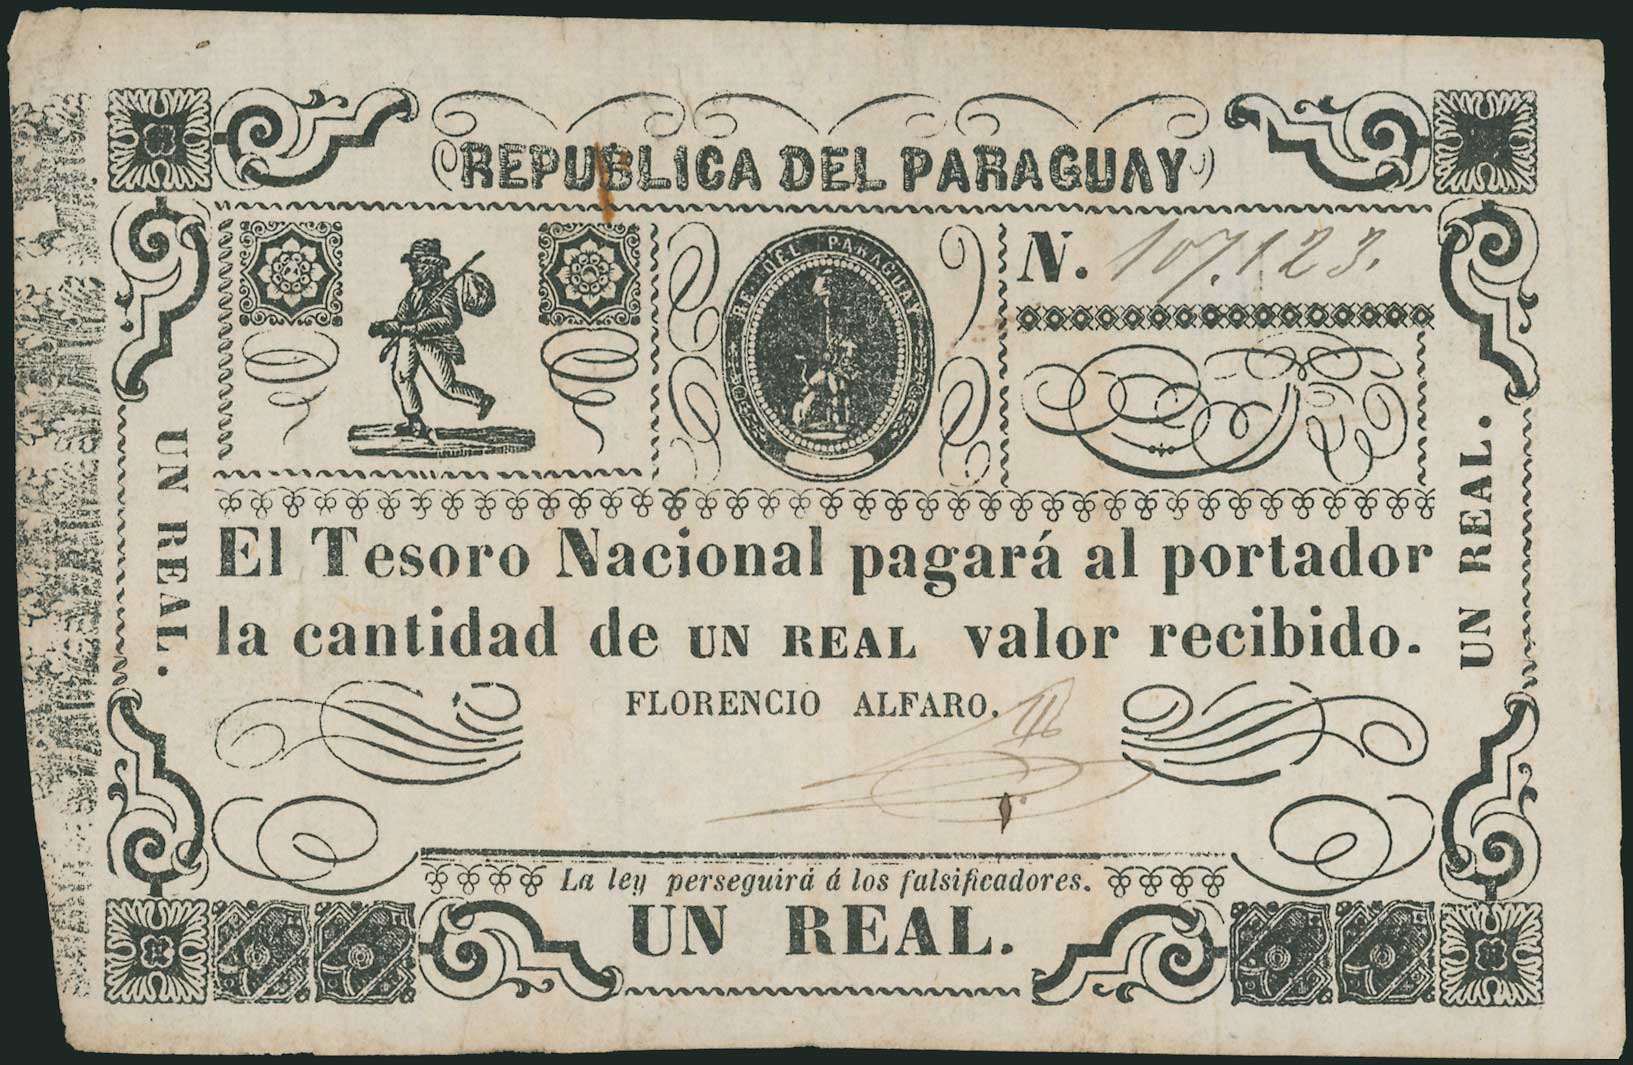 REPUBLICA DEL PARAGUAY
REP. DEL PARAGUAY
N. 107.123.
UN REAL.
UN REAL.
El Tesoro Nacional pagará al portador
la cantidad de UN REAL valor recibido.
FLORENCIO ALFARO.
La ley perseguirá á los falsificadores.
UN REAL.